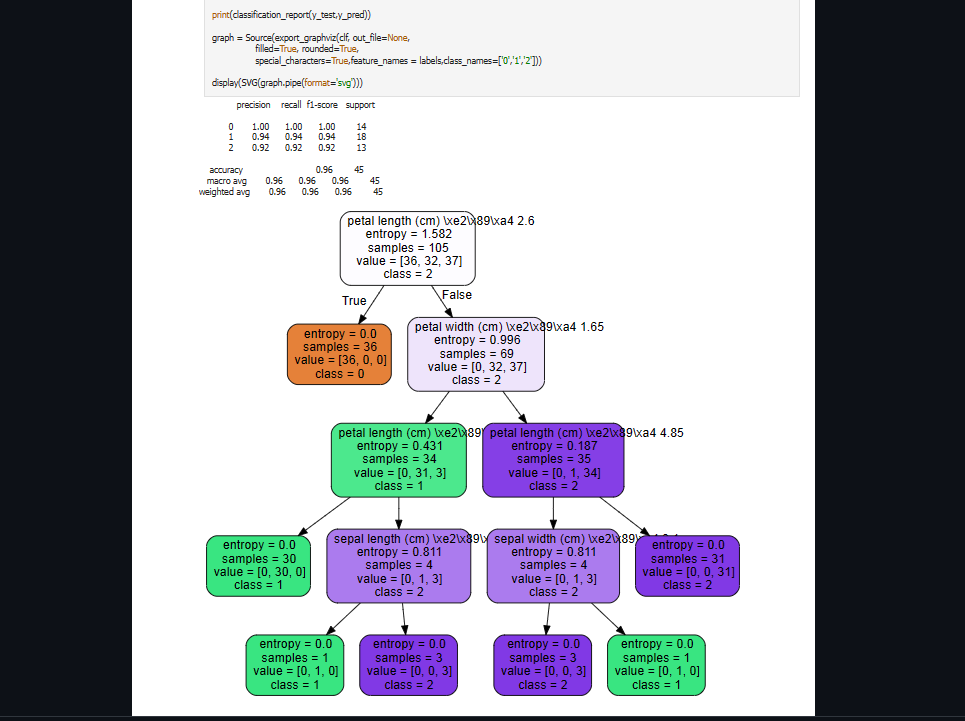 print(classification_report(y_test,y_pred))
graph = Source(export_graphviz(clf, out_file=None,
filled=True, rounded=True,
special_characters=True,feature_names = labels,class_names=['0','1','2']))
display(SVG(graph.pipe(format='svg')))
precision recall f1-score support
0 1.00 1.00 1.00 14
1 0.94 0.94 0.94 18
2 0.92 0.92 0.92 13
accuracy 0.96 45
macro avg 0.96 0.96 0.96 45
weighted avg 0.96 0.96 0.96 45
petal length (cm) \xe2\x89\xa4 2.6
entropy = 1.582
samples = 105
value = [36, 32, 37]
class = 2
True
False
entropy = 0.0
samples = 36
value = [36, 0, 0]
class = 0
petal width (cm) \xe2\x89\xa4 1.65
entropy = 0.996
samples = 69
value = [0, 32, 37]
class = 2
petal length (cm) \xe2\x89
entropy = 0.431
samples = 34
value = [0, 31, 3]
class = 1
petal length (cm) \xe2\x89\xa4 4.85
entropy = 0.187
samples = 35
value = [0, 1, 34]
class = 2
entropy = 0.0
samples = 30
value = [0, 30, 0]
class = 1
sepal length (cm) \xe2\x89\
entropy = 0.811
samples = 4
value = [0, 1, 3]
class = 2
sepal width (cm) \xe2\x89\
entropy = 0.811
samples = 4
value = [0, 1, 3]
class = 2
entropy = 0.0
samples = 31
value = [0, 0, 31]
class = 2
entropy = 0.0
samples = 1
value = [0, 1, 0]
class = 1
entropy = 0.0
samples = 3
value = [0, 0, 3]
class = 2
entropy = 0.0
samples = 3
value = [0, 0, 3]
class = 2
entropy = 0.0
samples = 1
value = [0, 1, 0]
class = 1